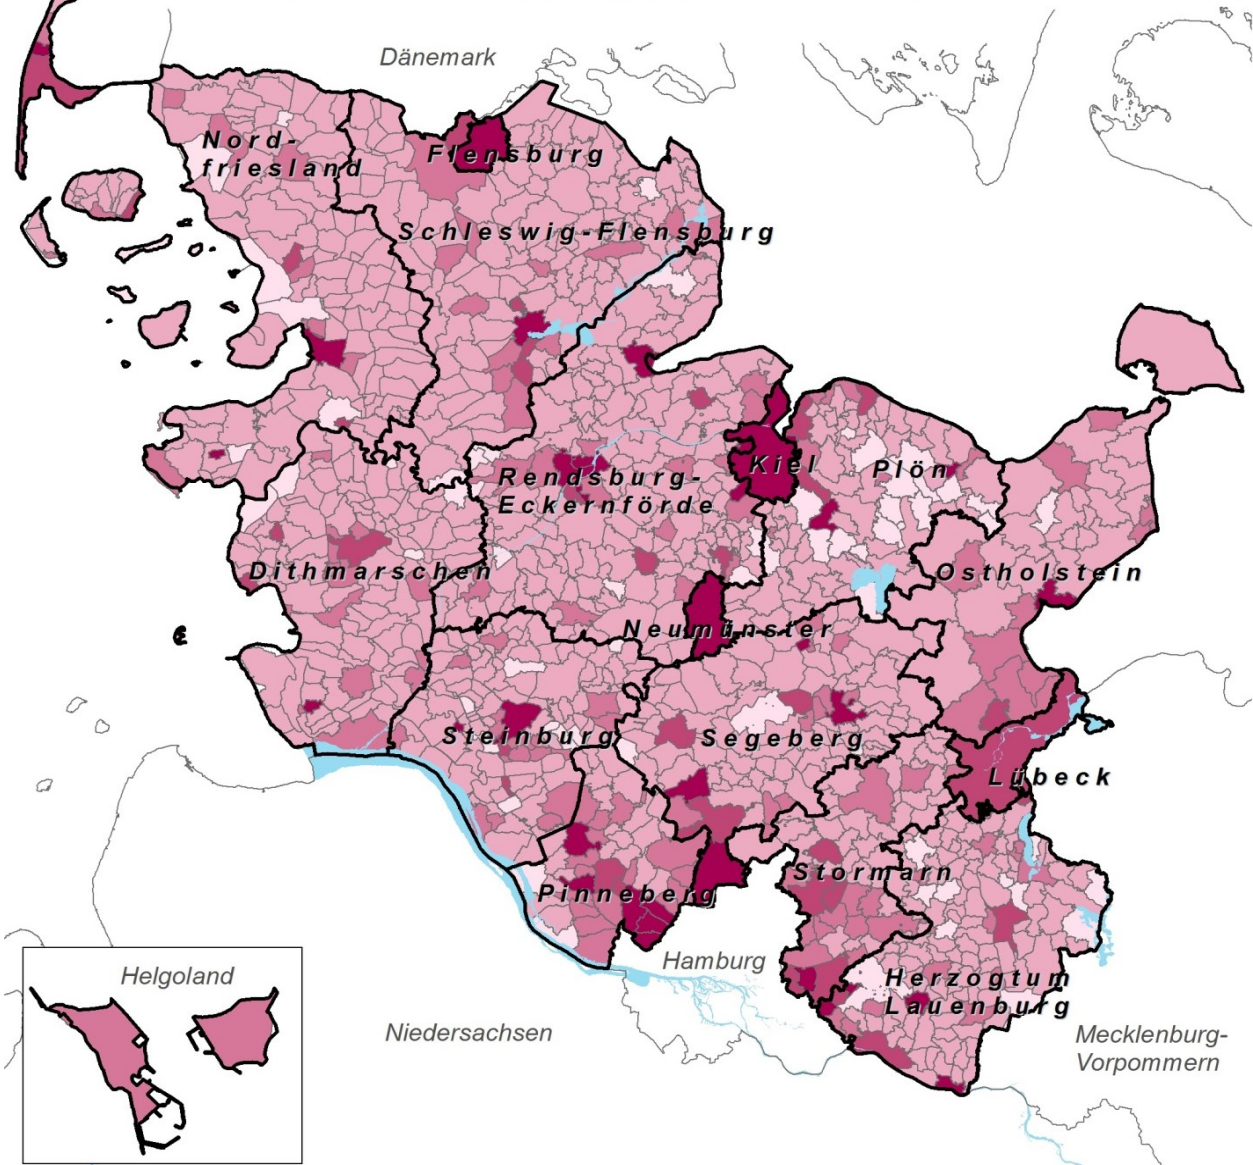 Dänemark
Nord-
friesland
Flensburg
Schleswig-Flensburg
Kiel
Plön
Rendsburg-
Eckernförde
Dithmarschen
Ostholstein
Neumünster
Steinburg
Segeberg
Lübeck
Stormarn
Pinneberg
Hamburg
Helgoland
Herzogtum
Lauenburg
Niedersachsen
Mecklenburg-
Vorpommern